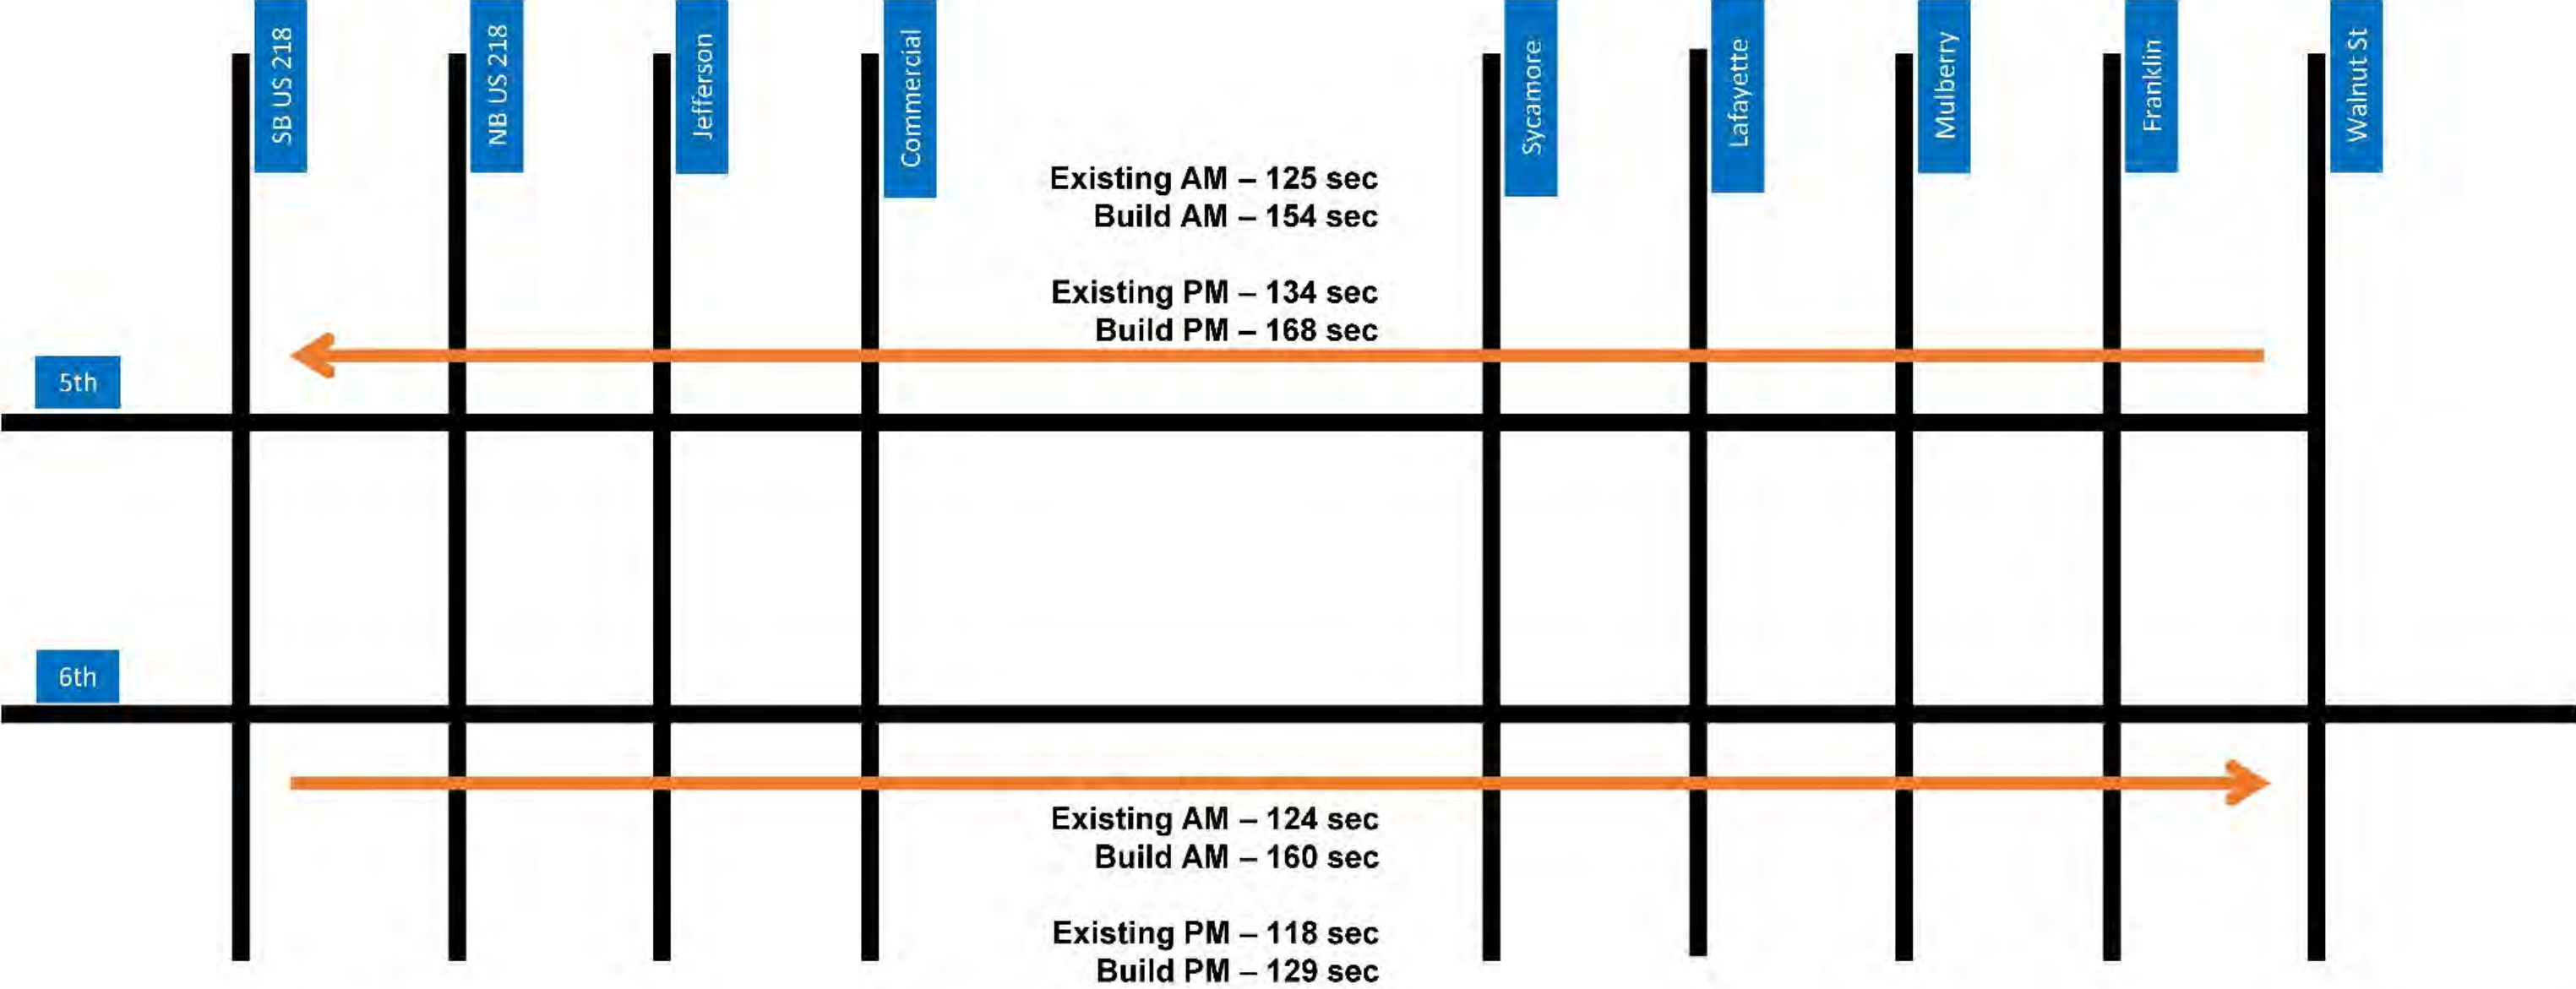 SB US 218
NB US 218
Jefferson
Commercial
Sycamore
Lafayette
Mulberry
Franklin
Walnut St
Existing AM – 125 sec
Build AM – 154 sec
Existing PM – 134 sec
Build PM – 168 sec
5th
6th
Existing AM – 124 sec
Build AM – 160 sec
Existing PM – 118 sec
Build PM – 129 sec